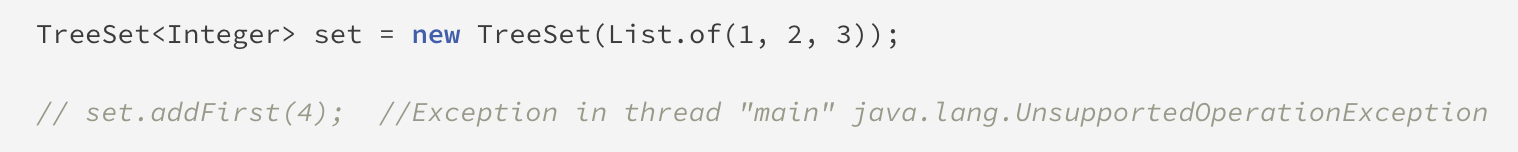 TreeSet<Integer> set = new TreeSet(List.of(1, 2, 3));
// set.addFirst(4);  //Exception in thread "main" java.lang.UnsupportedOperationException